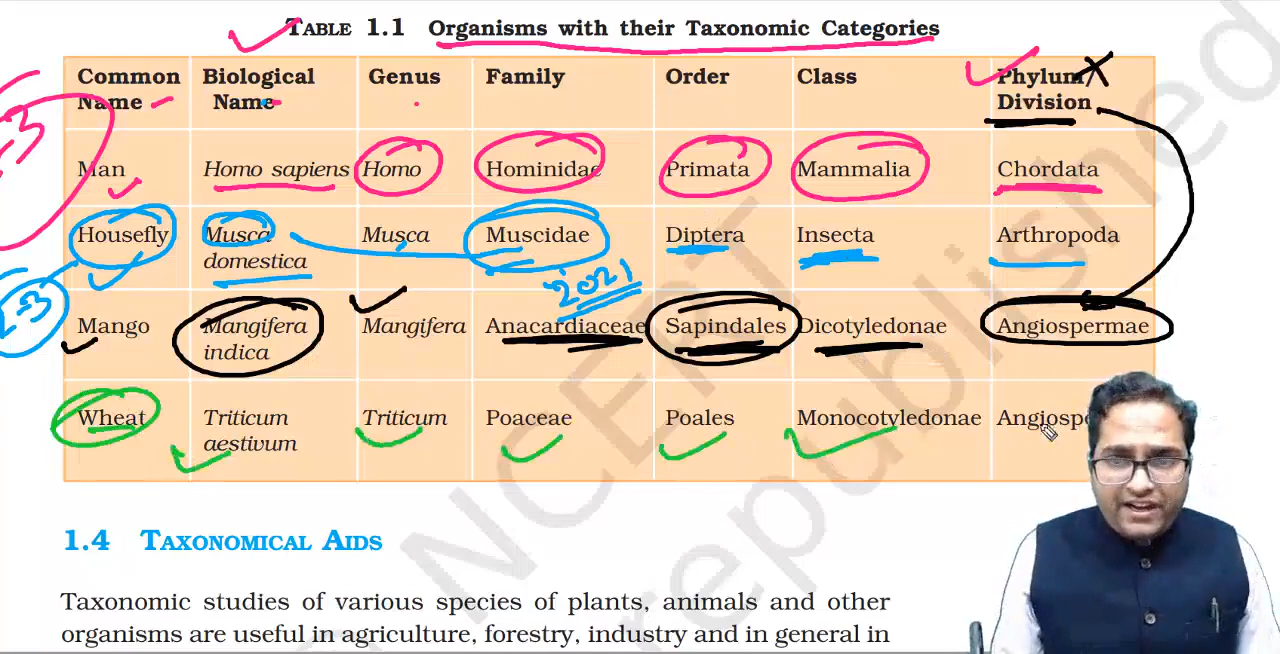 TABLE 1.1 Organisms with their Taxonomic Categories
Common Name Biological Name Genus Family Order Class Phylum/ Division
Man Homo sapiens Homo Hominidae Primata Mammalia Chordata
Housefly Musca domestica Musca Muscidae Diptera Insecta Arthropoda
2021
Mango Mangifera indica Mangifera Anacardiaceae Sapindales Dicotyledonae Angiospermae
Wheat Triticum aestivum Triticum Poaceae Poales Monocotyledonae Angiospe
1.4 TAXONOMICAL AIDS
Taxonomic studies of various species of plants, animals and other
organisms are useful in agriculture, forestry, industry and in general in
NCERT
republished